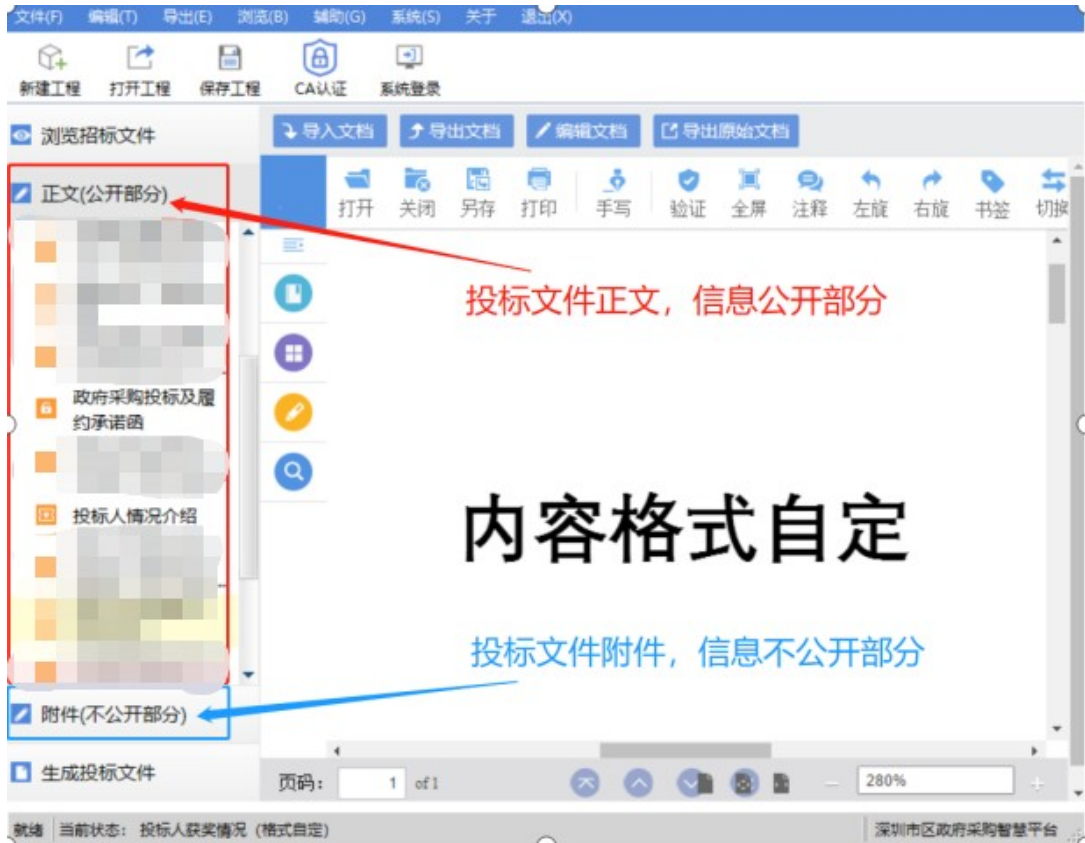 文件(F) 编辑(T) 导出(E) 浏览(B) 辅助(G) 系统(S) 关于 退出(X)
新建工程 打开工程 保存工程 CA认证 系统登录
浏览招标文件
导入文档 导出文档 编辑文档 导出原始文档
正文(公开部分)
打开 关闭 另存 打印 手写 验证 全屏 注释 左旋 右旋 书签 切换
投标文件正文，信息公开部分
政府采购投标及履
约承诺函
投标人情况介绍
内容格式自定
投标文件附件，信息不公开部分
附件(不公开部分)
生成投标文件
页码： 1 of 1 280%
就绪 当前状态： 投标人获奖情况 (格式自定) 深圳市区政府采购智慧平台